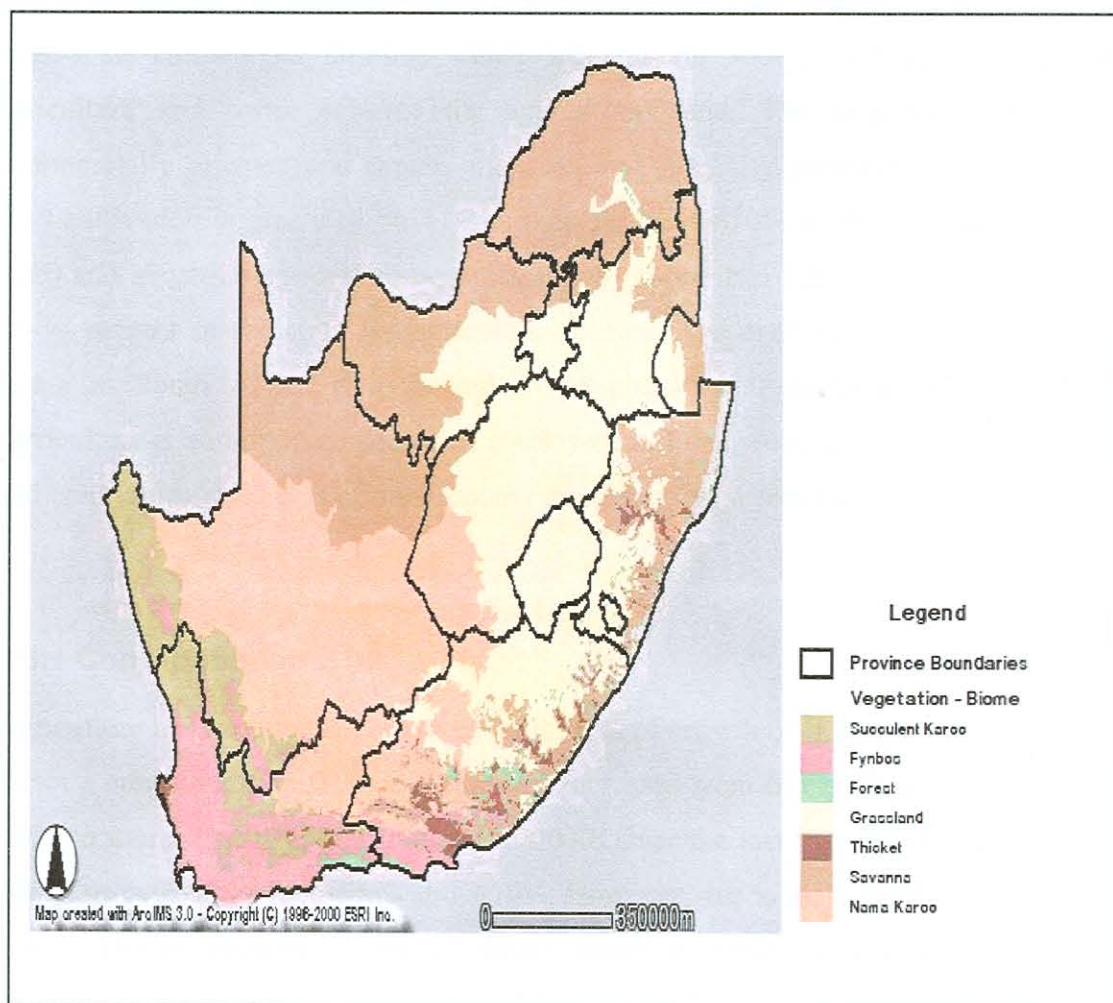 Legend
Province Boundaries
Vegetation - Biome
Succulent Karoo
Fynbos
Forest
Grassland
Thicket
Savanna
Nama Karoo
Map created with ArcIMS 3.0 - Copyright (C) 1996-2000 ESRI Inc.
0 350000m